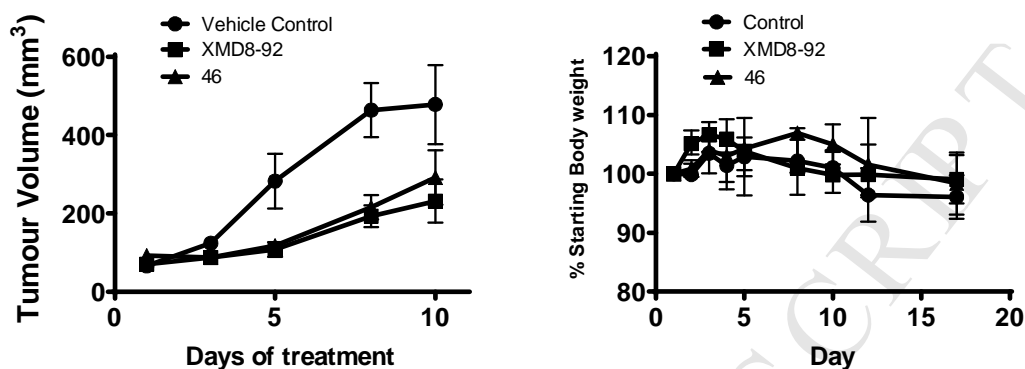 Vehicle Control
XMD8-92
46
Tumour Volume (mm³)
600
400
200
0
0
5
10
Days of treatment
Control
XMD8-92
46
% Starting Body weight
120
110
100
90
80
0
5
10
15
20
Day
SCRIPT